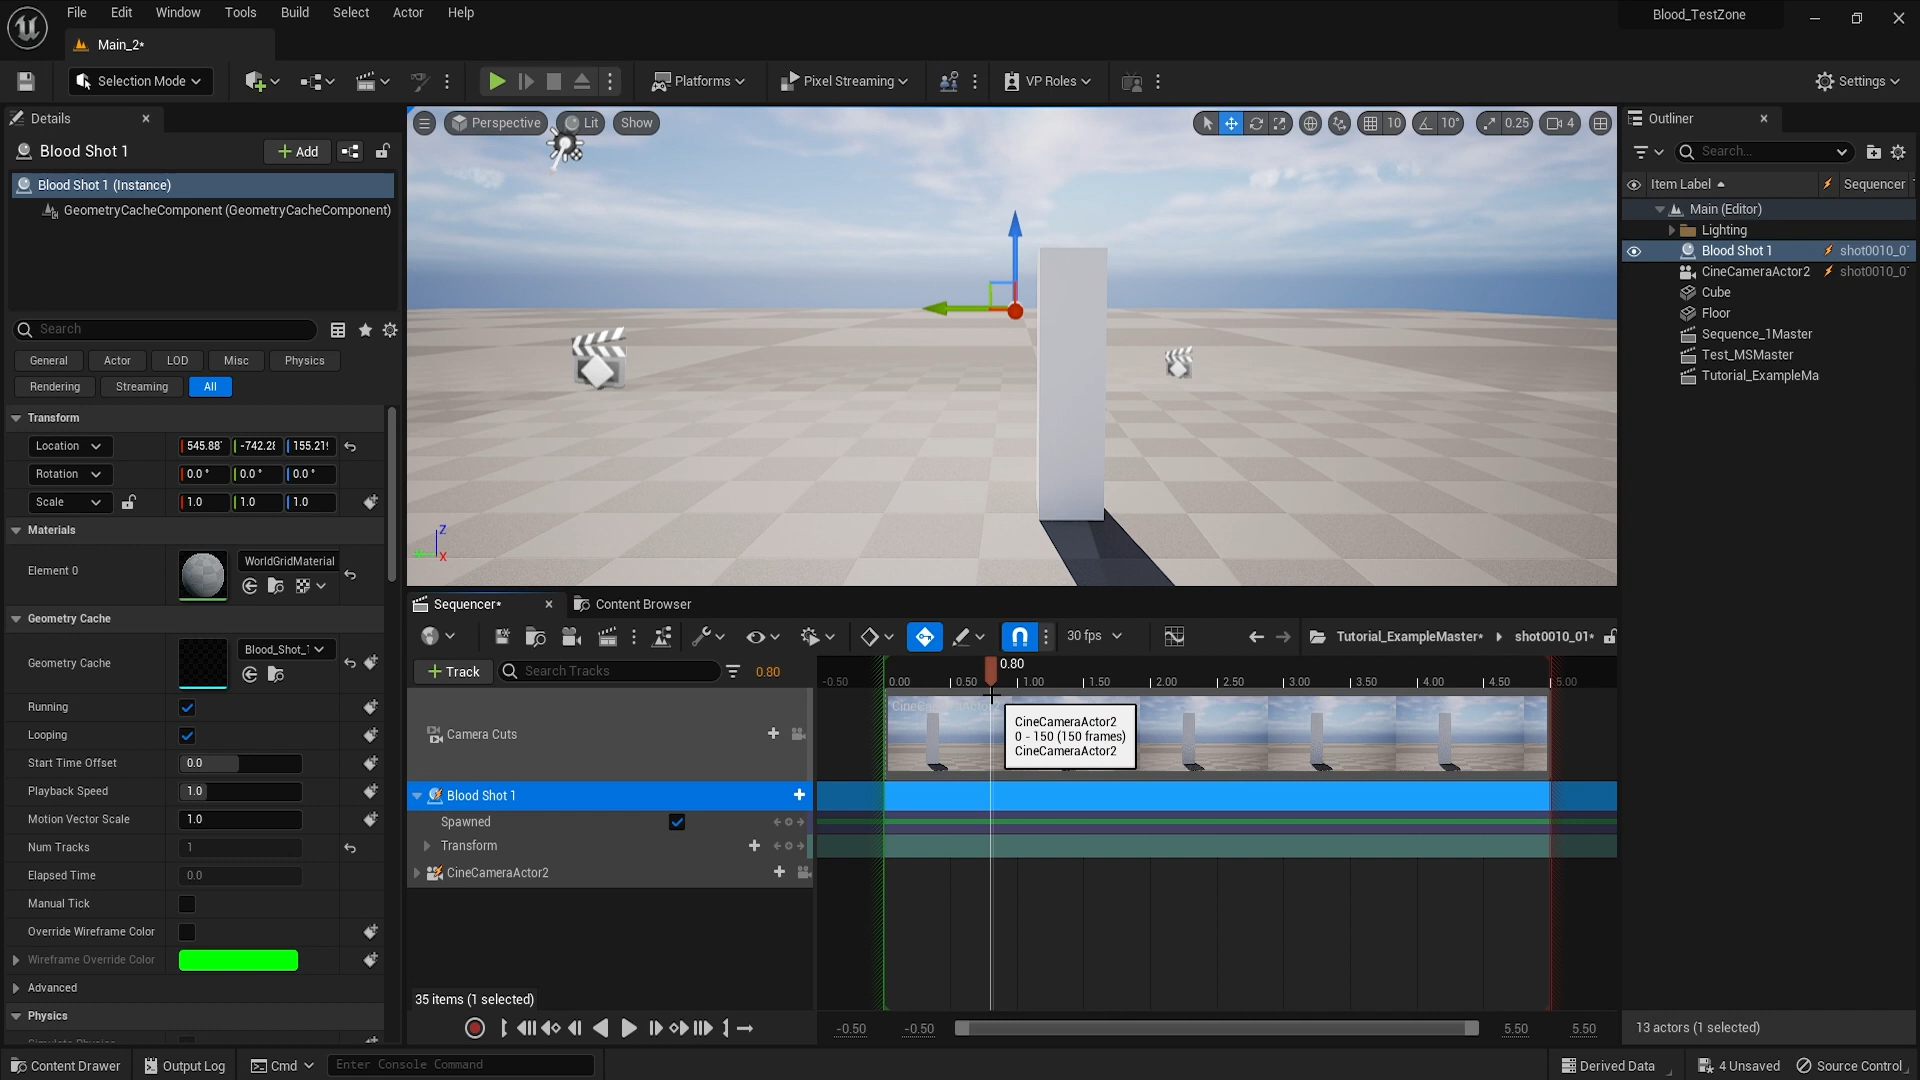 File Edit Window Tools Build Select Actor Help
Blood_TestZone
Main_2*
Selection Mode
Platforms
Pixel Streaming
VP Roles
Settings
Details
Blood Shot 1
Add
Blood Shot 1 (Instance)
GeometryCacheComponent (GeometryCacheComponent)
Search
General Actor LOD Misc Physics
Rendering Streaming All
Transform
Location 545.88 -742.28 155.21
Rotation 0.0 ° 0.0 ° 0.0 °
Scale 1.0 1.0 1.0
Materials
Element 0 WorldGridMaterial
Geometry Cache
Geometry Cache Blood_Shot_1
Running
Looping
Start Time Offset 0.0
Playback Speed 1.0
Motion Vector Scale 1.0
Num Tracks 1
Elapsed Time 0.0
Manual Tick
Override Wireframe Color
Wireframe Override Color
Advanced
Physics
Perspective Lit Show
10 10° 0.25 4
Z
X
Sequencer* Content Browser
30 fps
Tutorial_ExampleMaster* shot0010_01*
Track Search Tracks 0.80
0.80
-0.50 0.00 0.50 1.00 1.50 2.00 2.50 3.00 3.50 4.00 4.50 5.00
Camera Cuts
CineCameraActor2
CineCameraActor2
0 - 150 (150 frames)
CineCameraActor2
Blood Shot 1
Spawned
Transform
CineCameraActor2
35 items (1 selected)
-0.50 -0.50 5.50 5.50
Outliner
Search...
Item Label Sequencer
Main (Editor)
Lighting
Blood Shot 1 shot0010_0
CineCameraActor2 shot0010_0
Cube
Floor
Sequence_1Master
Test_MSMaster
Tutorial_ExampleMa
13 actors (1 selected)
Content Drawer Output Log Cmd Enter Console Command
Derived Data 4 Unsaved Source Control